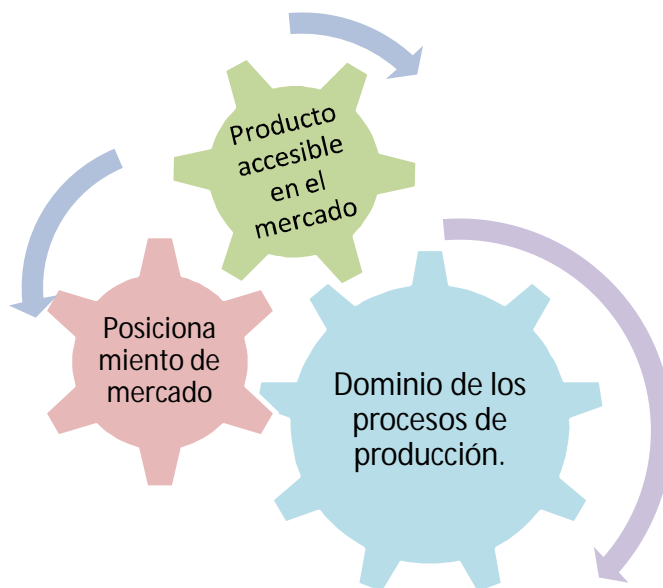 Producto
accesible
en el
mercado
Posiciona
miento de
mercado
Dominio de los
procesos de
producción.